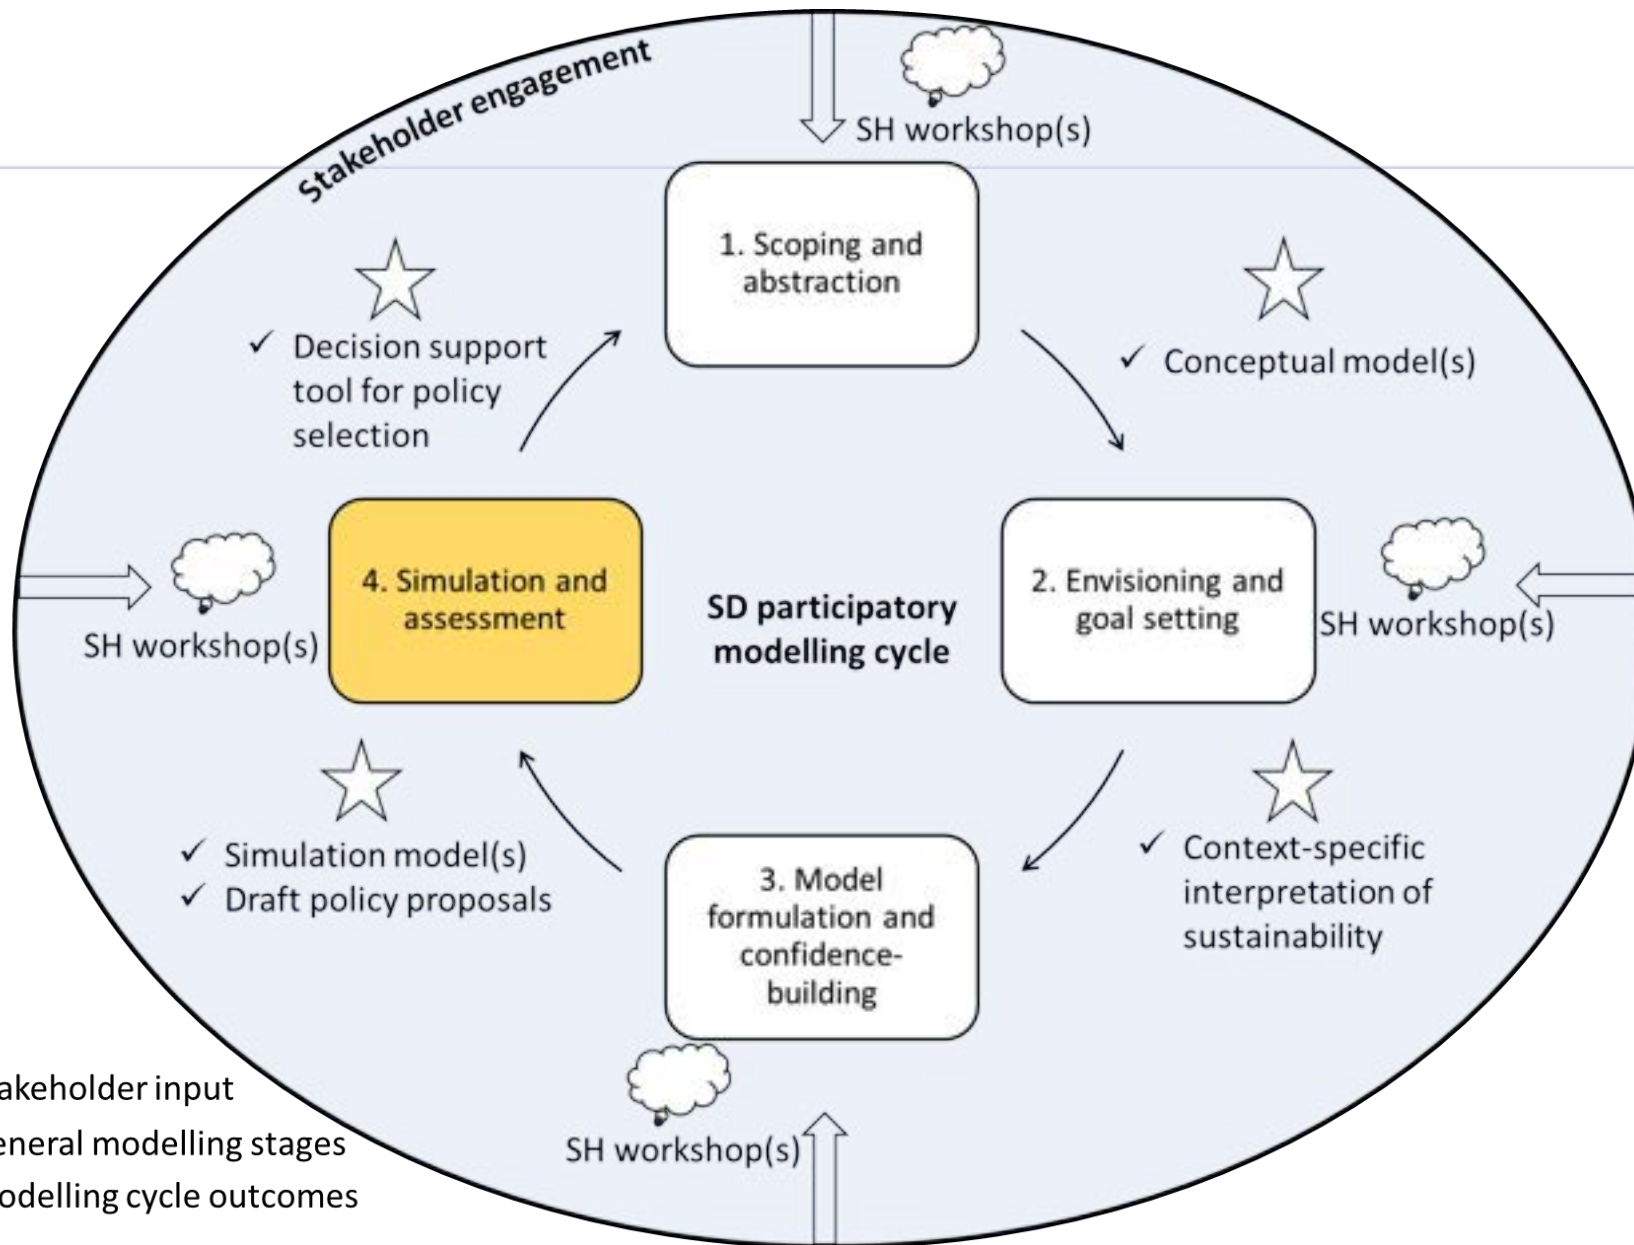 Stakeholder engagement
SH workshop(s)
1. Scoping and
abstraction
✓ Decision support
tool for policy
selection
✓ Conceptual model(s)
4. Simulation and
assessment
SH workshop(s)
SD participatory
modelling cycle
2. Envisioning and
goal setting
SH workshop(s)
✓ Simulation model(s)
✓ Draft policy proposals
3. Model
formulation and
confidence-
building
✓ Context-specific
interpretation of
sustainability
SH workshop(s)
akeholder input
eneral modelling stages
odelling cycle outcomes